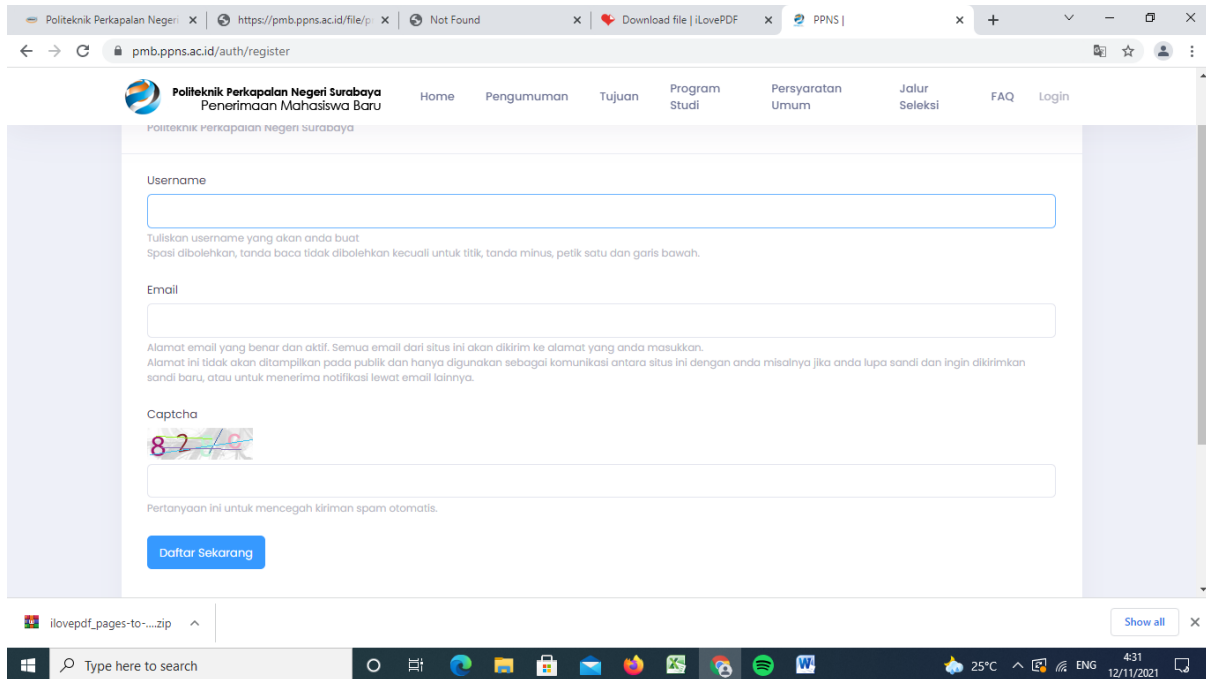 Politeknik Perkapalan Negeri
https://pmb.ppns.ac.id/file/p
Not Found
Download file | iLovePDF
PPNS |
pmb.ppns.ac.id/auth/register
Politeknik Perkapalan Negeri Surabaya
Penerimaan Mahasiswa Baru
Home
Pengumuman
Tujuan
Program
Studi
Persyaratan
Umum
Jalur
Seleksi
FAQ
Login
Politeknik Perkapalan Negeri Surabaya
Username
Tuliskan username yang akan anda buat
Spasi dibolehkan, tanda baca tidak dibolehkan kecuali untuk titik, tanda minus, petik satu dan garis bawah.
Email
Alamat email yang benar dan aktif. Semua email dari situs ini akan dikirim ke alamat yang anda masukkan.
Alamat ini tidak akan ditampilkan pada publik dan hanya digunakan sebagai komunikasi antara situs ini dengan anda misalnya jika anda lupa sandi dan ingin dikirimkan
sandi baru, atau untuk menerima notifikasi lewat email lainnya.
Captcha
Pertanyaan ini untuk mencegah kiriman spam otomatis.
Daftar Sekarang
ilovepdf_pages-to-....zip
Show all
Type here to search
25°C
ENG
4:31
12/11/2021